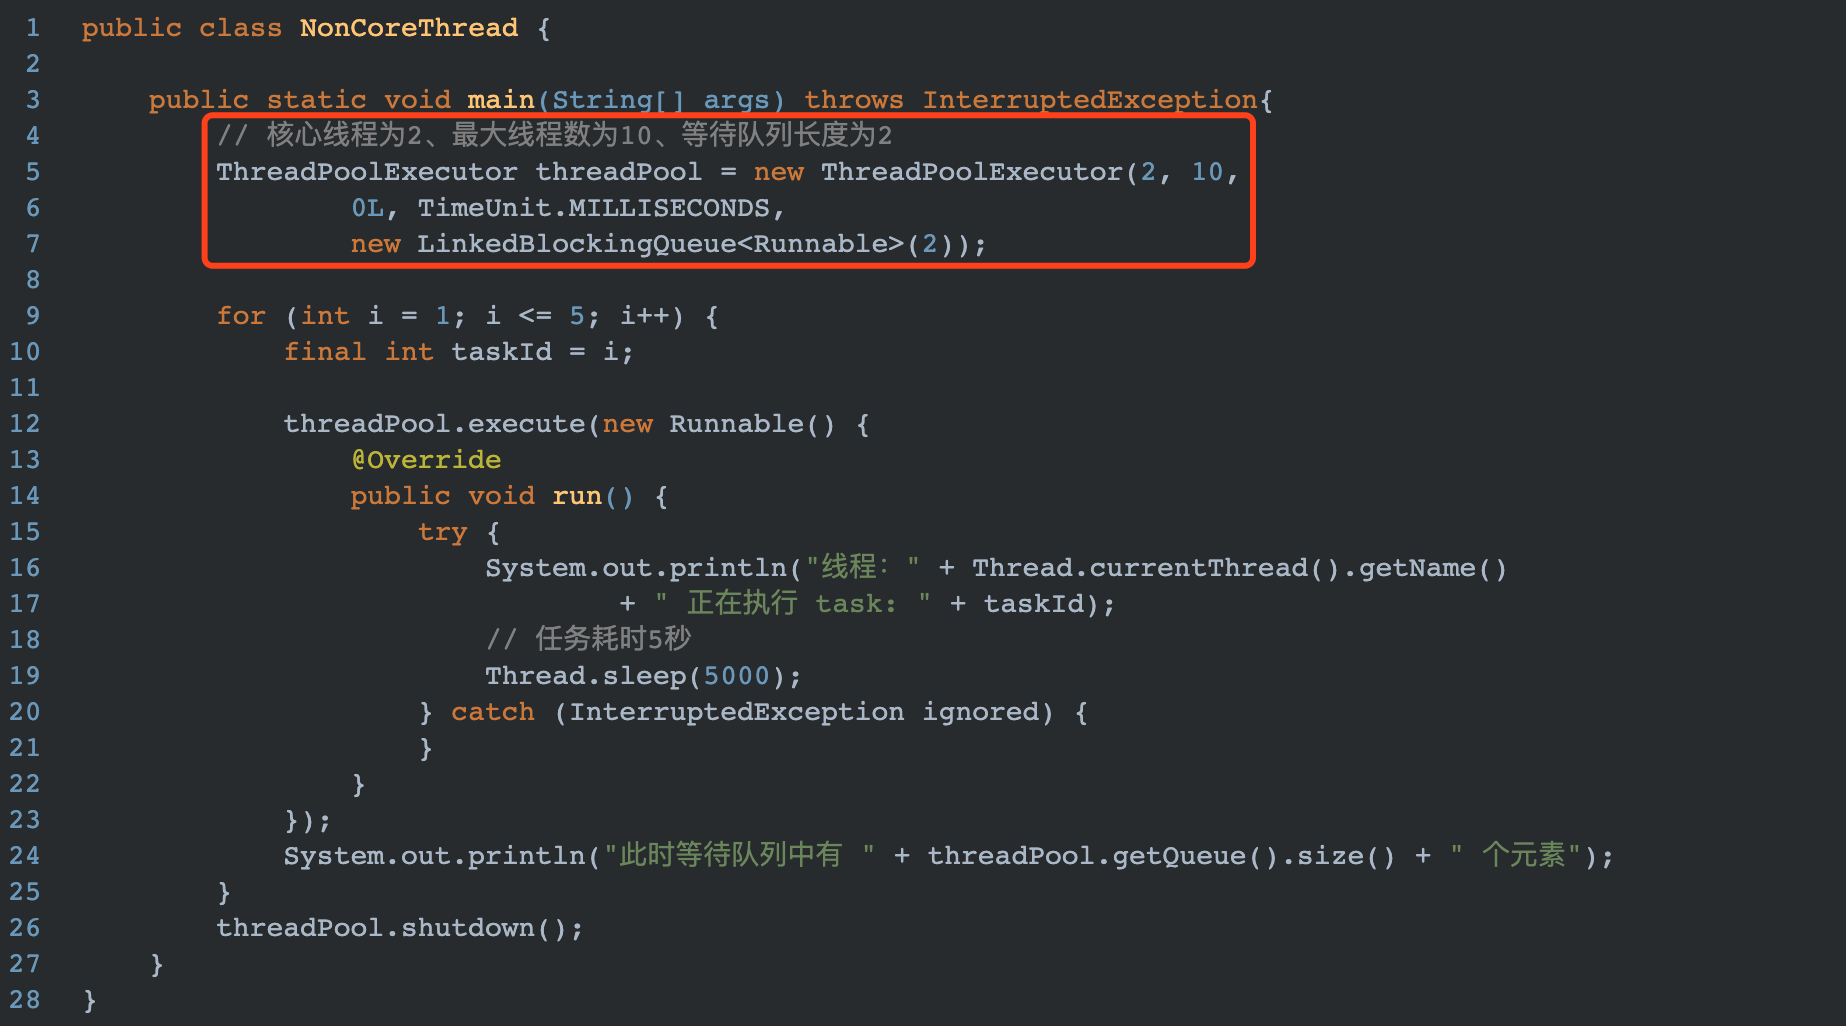 1 public class NonCoreThread {
2
3 public static void main(String[] args) throws InterruptedException{
4 // 核心线程为2、最大线程数为10、等待队列长度为2
5 ThreadPoolExecutor threadPool = new ThreadPoolExecutor(2, 10,
6 0L, TimeUnit.MILLISECONDS,
7 new LinkedBlockingQueue<Runnable>(2));
8
9 for (int i = 1; i <= 5; i++) {
10 final int taskId = i;
11
12 threadPool.execute(new Runnable() {
13 @Override
14 public void run() {
15 try {
16 System.out.println("线程: " + Thread.currentThread().getName()
17 + " 正在执行 task: " + taskId);
18 // 任务耗时5秒
19 Thread.sleep(5000);
20 } catch (InterruptedException ignored) {
21 }
22 }
23 });
24 System.out.println("此时等待队列中有 " + threadPool.getQueue().size() + " 个元素");
25 }
26 threadPool.shutdown();
27 }
28 }